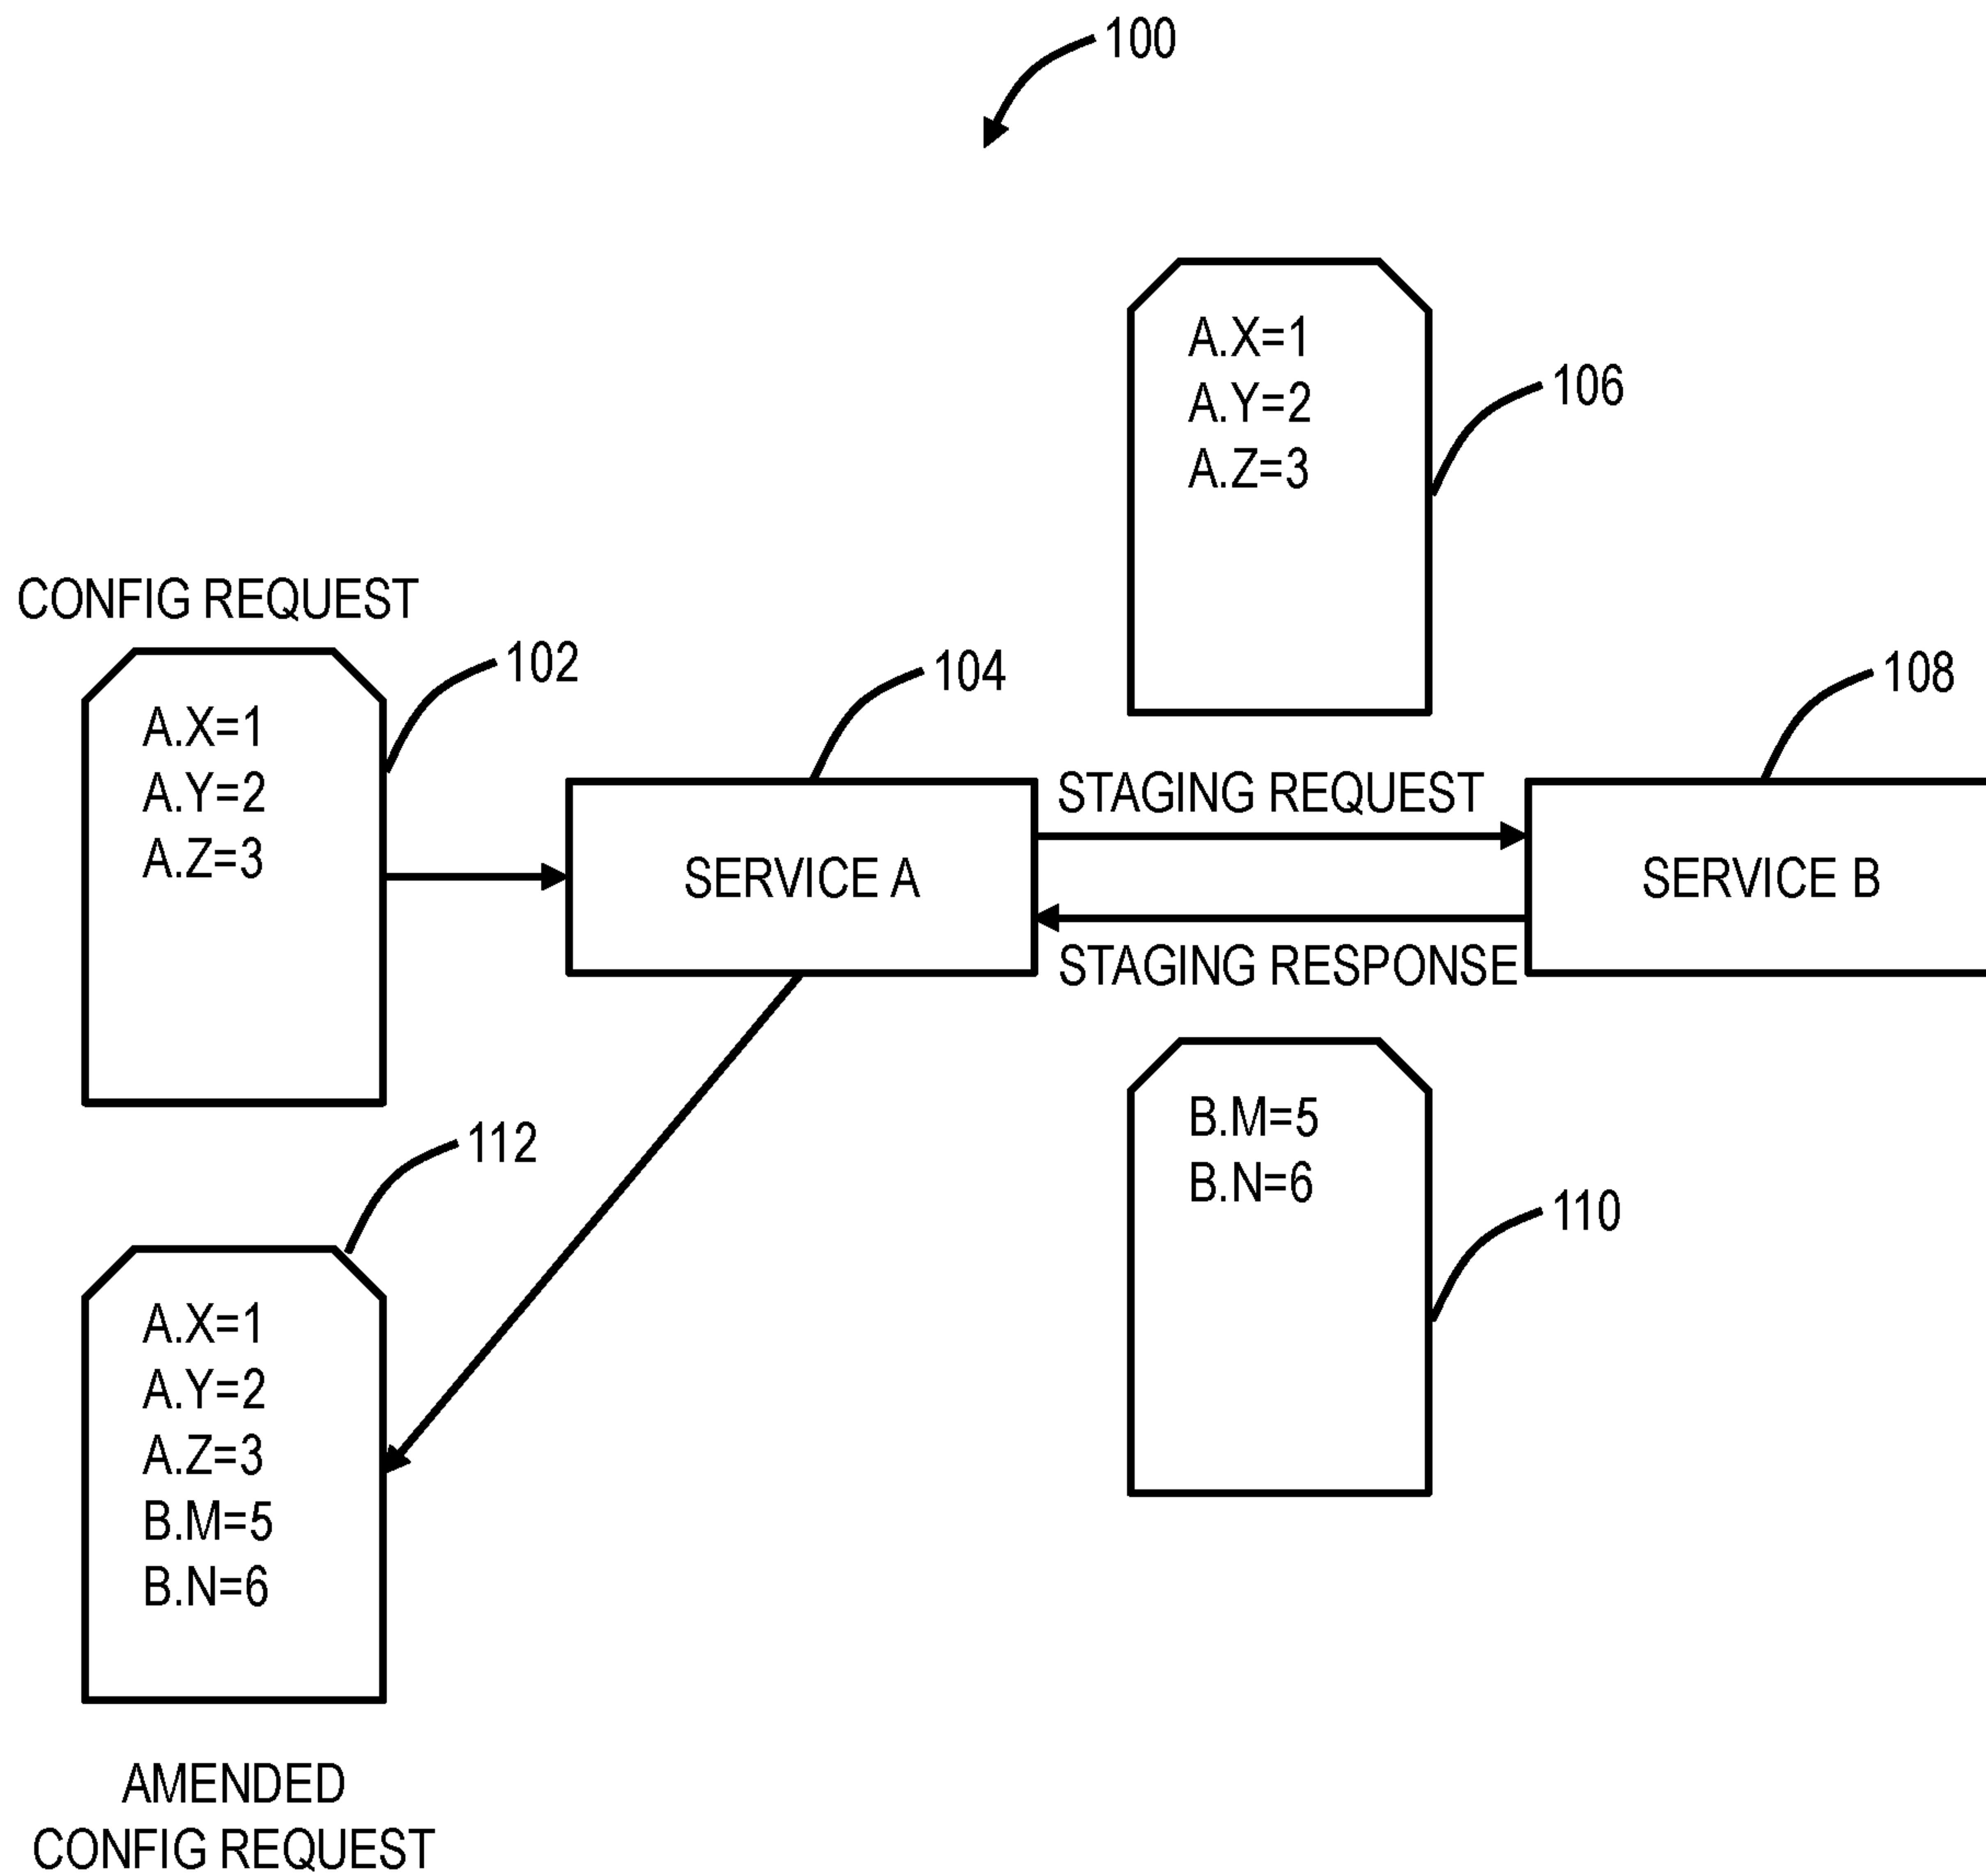 100
A.X=1
A.Y=2
A.Z=3
106
CONFIG REQUEST
102
A.X=1
A.Y=2
A.Z=3
104
SERVICE A
STAGING REQUEST
STAGING RESPONSE
108
SERVICE B
B.M=5
B.N=6
110
112
A.X=1
A.Y=2
A.Z=3
B.M=5
B.N=6
AMENDED
CONFIG REQUEST